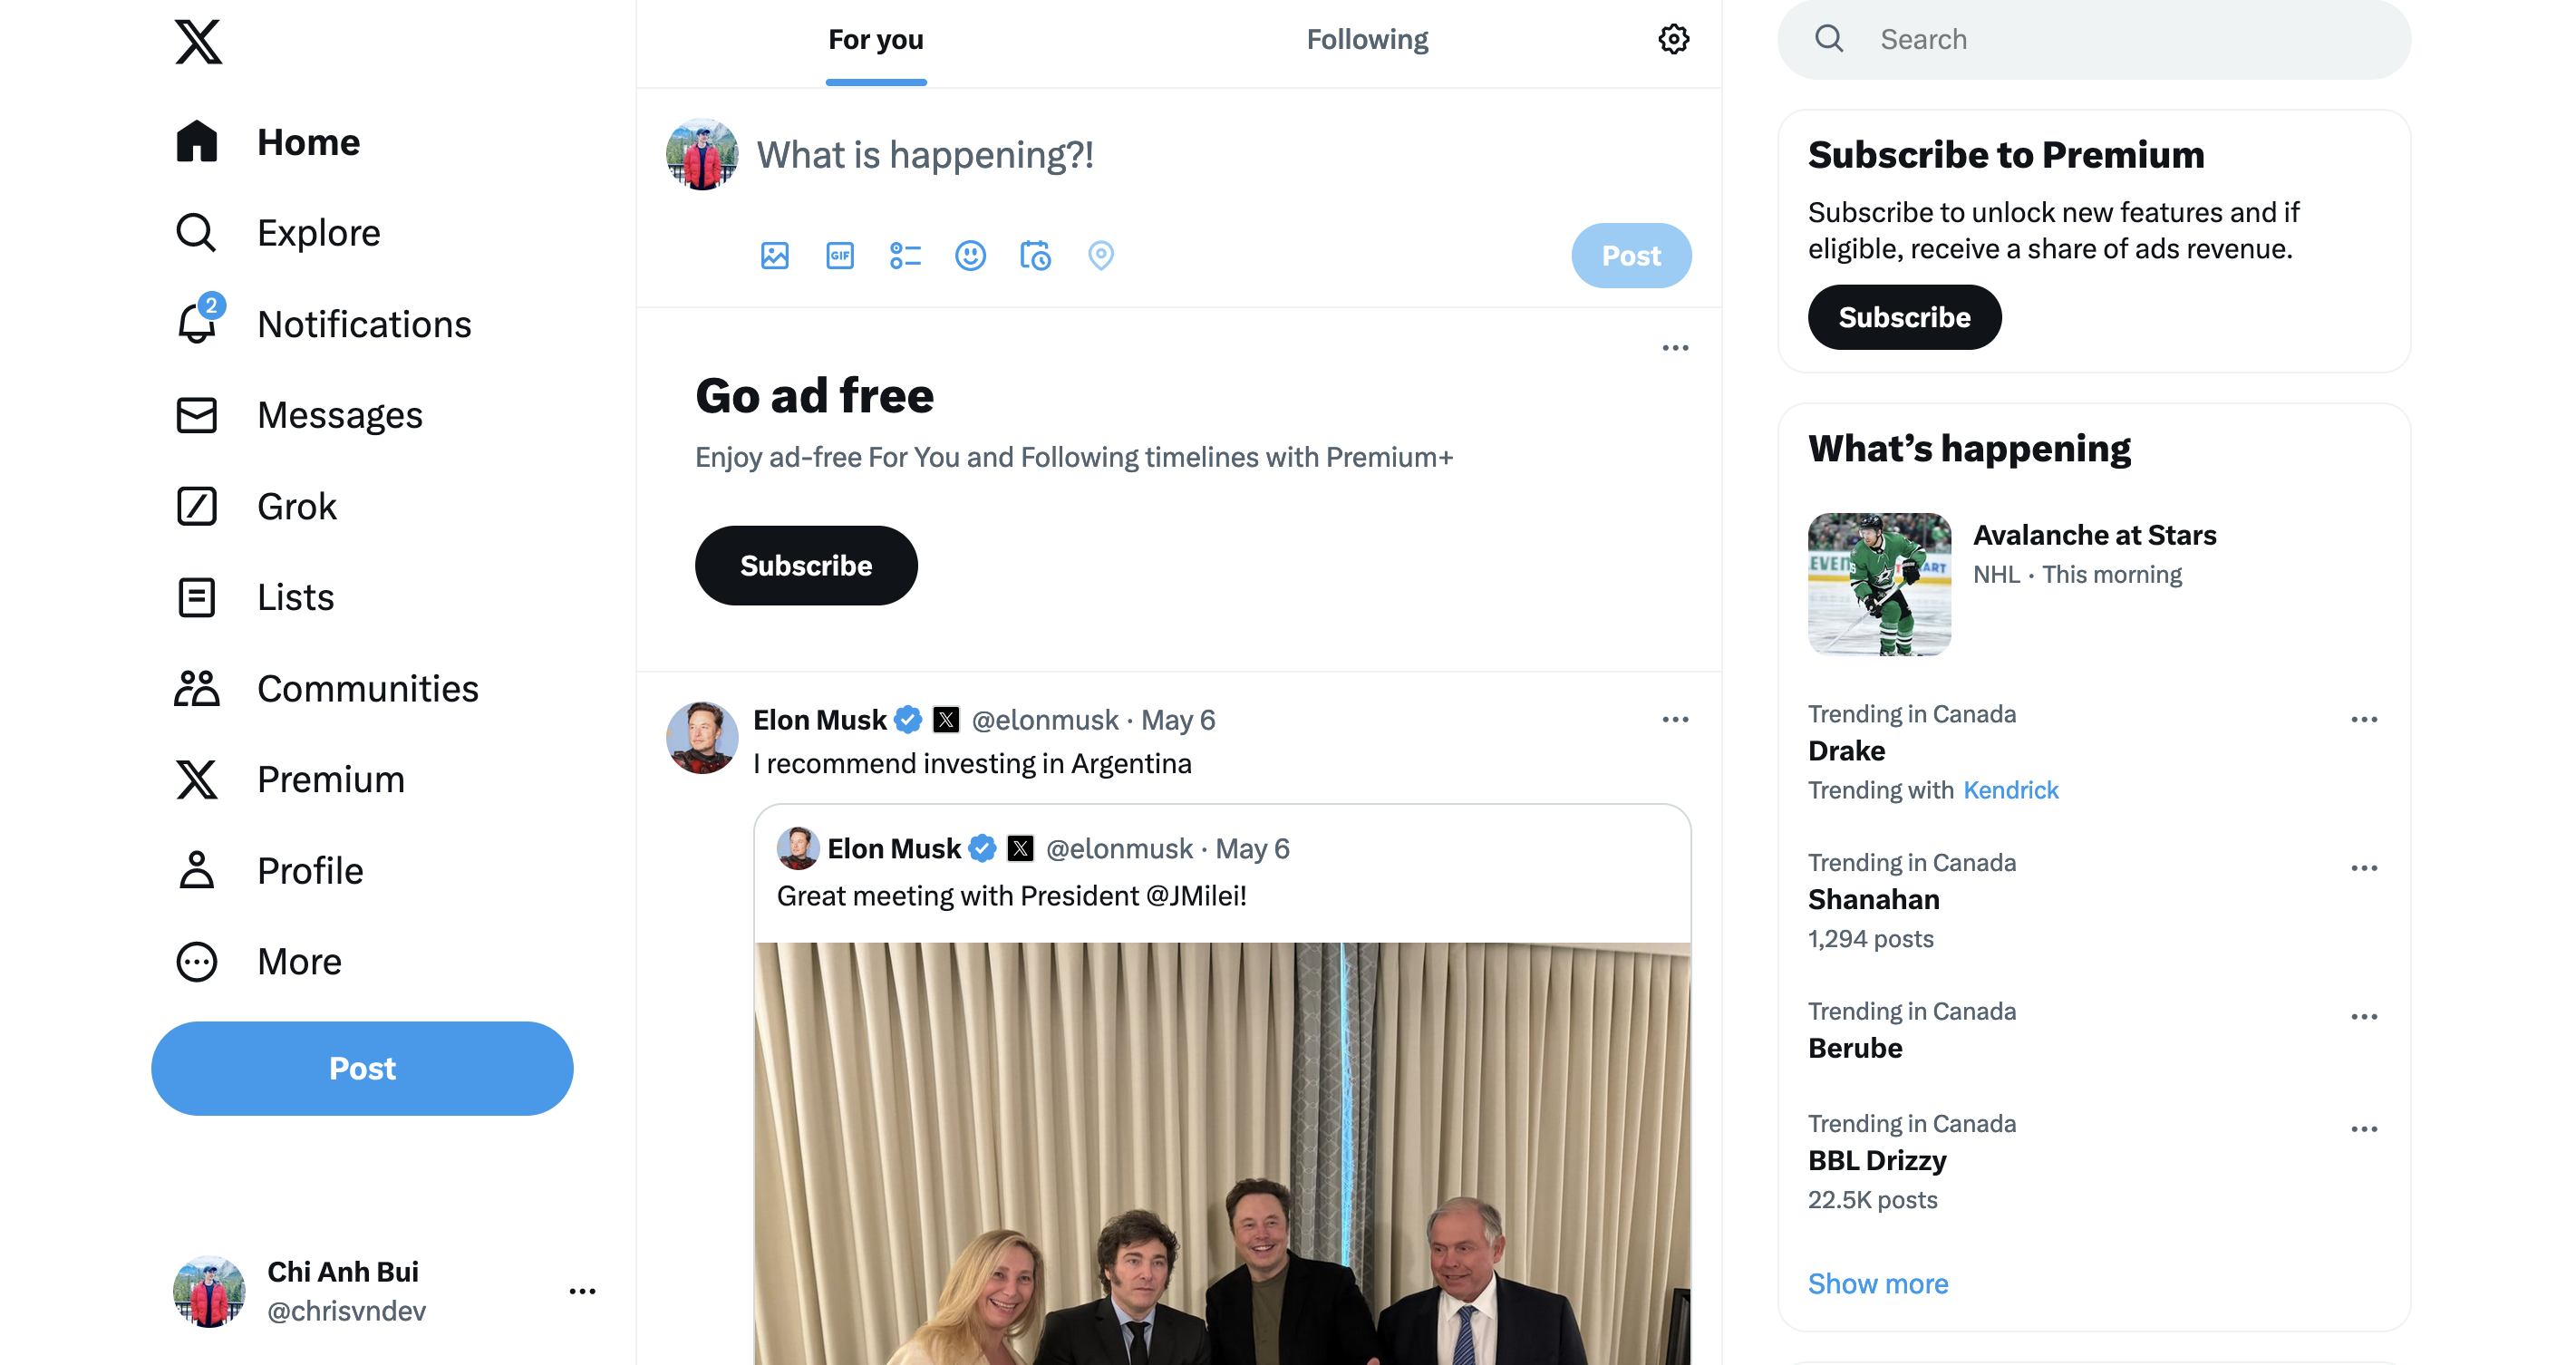 Home
Explore
2
Notifications
Messages
Grok
Lists
Communities
Premium
Profile
More
Post
Chi Anh Bui
@chrisvndev
For you
Following
What is happening?!
GIF
Post
Go ad free
Enjoy ad-free For You and Following timelines with Premium+
Subscribe
Elon Musk @elonmusk · May 6
I recommend investing in Argentina
Elon Musk @elonmusk · May 6
Great meeting with President @JMilei!
Search
Subscribe to Premium
Subscribe to unlock new features and if
eligible, receive a share of ads revenue.
Subscribe
What’s happening
Avalanche at Stars
NHL · This morning
Trending in Canada
Drake
Trending with Kendrick
Trending in Canada
Shanahan
1,294 posts
Trending in Canada
Berube
Trending in Canada
BBL Drizzy
22.5K posts
Show more